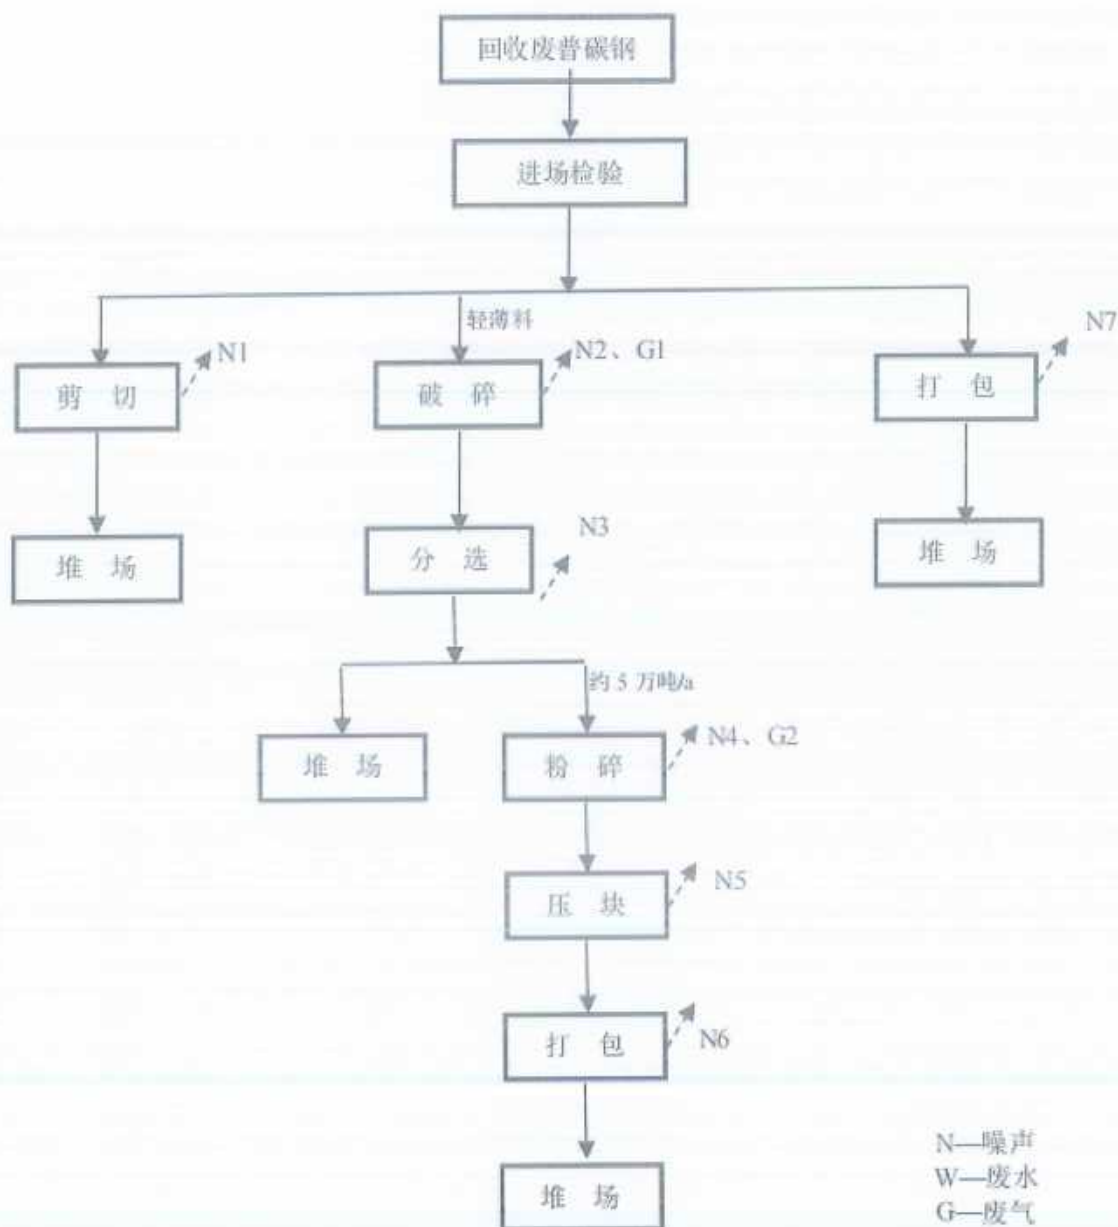 回收废普碳钢
进场检验
轻薄料
N7
N1
N2、G1
剪 切
破 碎
打 包
N3
堆 场
分 选
堆 场
约 5 万吨/a
堆 场
粉 碎
N4、G2
压 块
N5
打 包
N6
堆 场
N—噪声
W—废水
G—废气